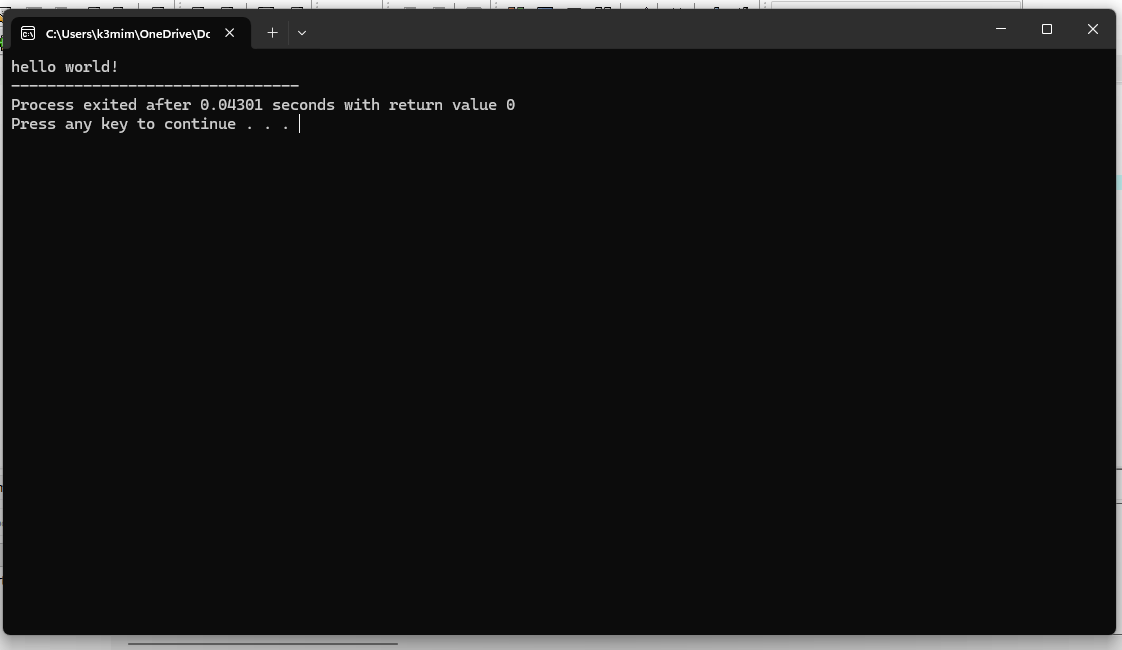 C:\Users\k3mim\OneDrive\Dc
hello world!
--------------------------------
Process exited after 0.04301 seconds with return value 0
Press any key to continue . . .